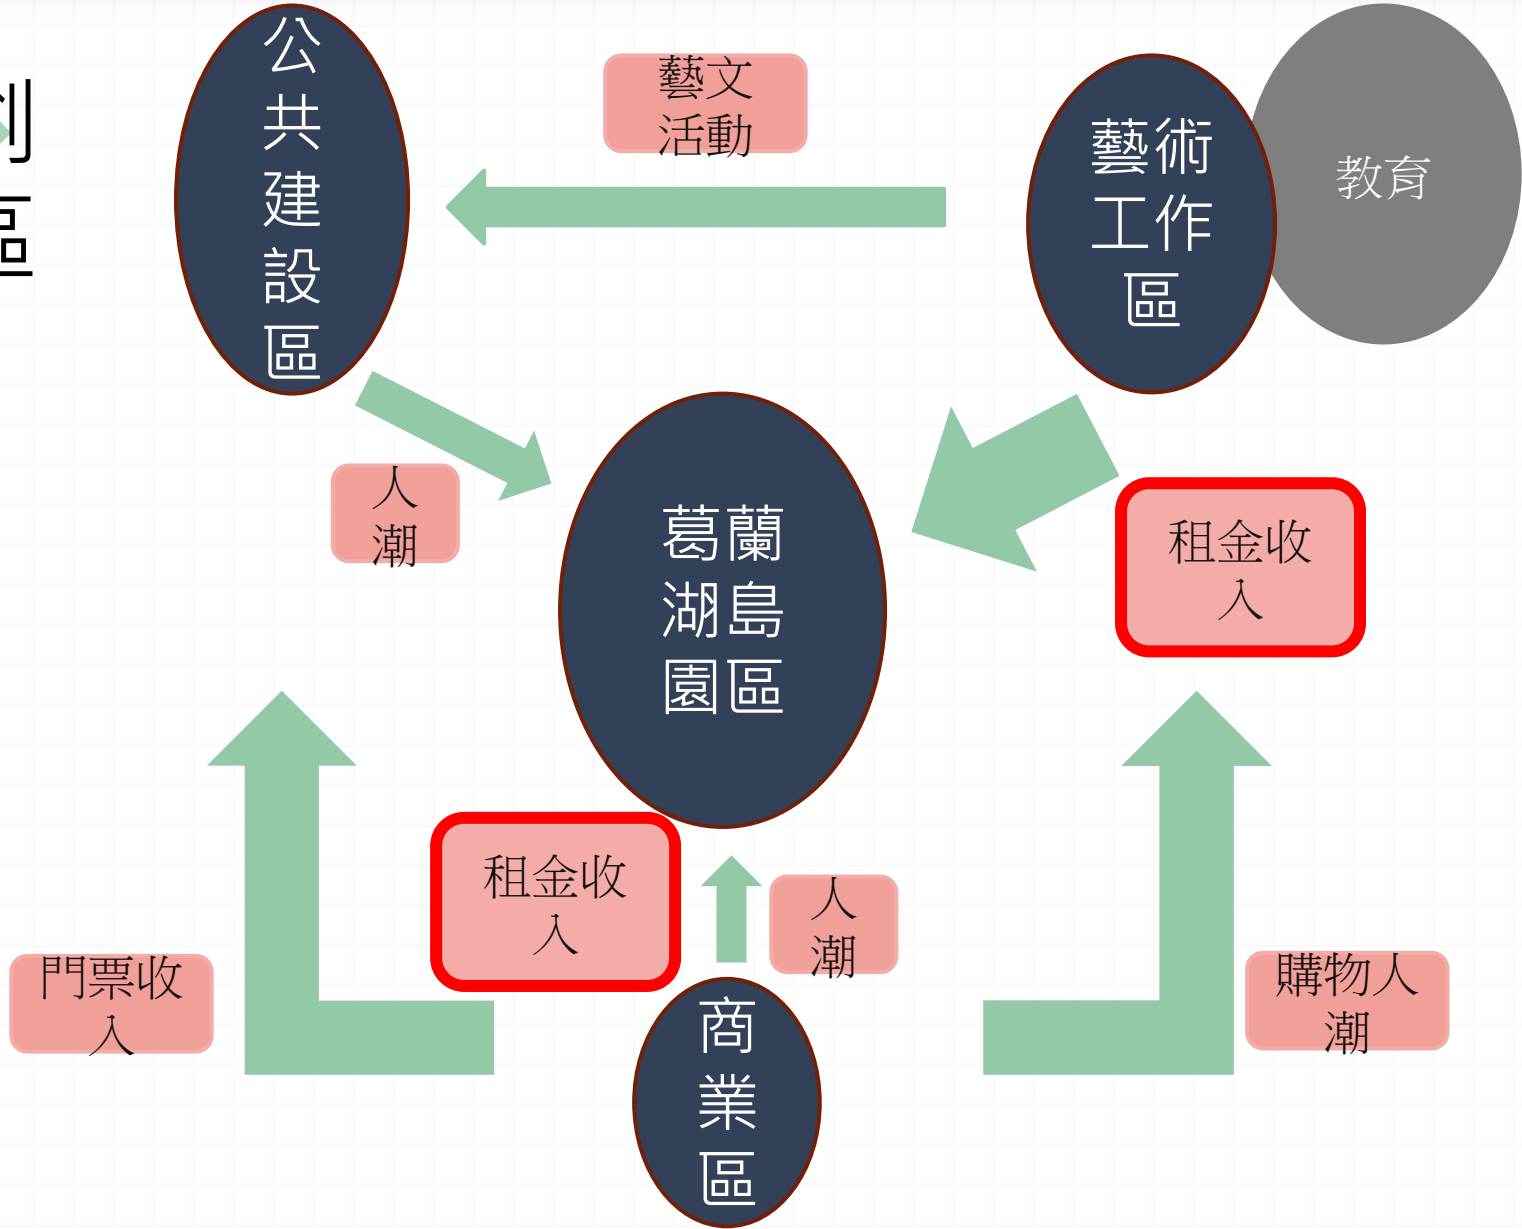 公
共
建
設
區
藝文
活動
藝術
工作
區
教育
區
人
潮
葛蘭
湖島
園區
租金收
入
租金收
入
人
潮
門票收
入
購物人
潮
商
業
區